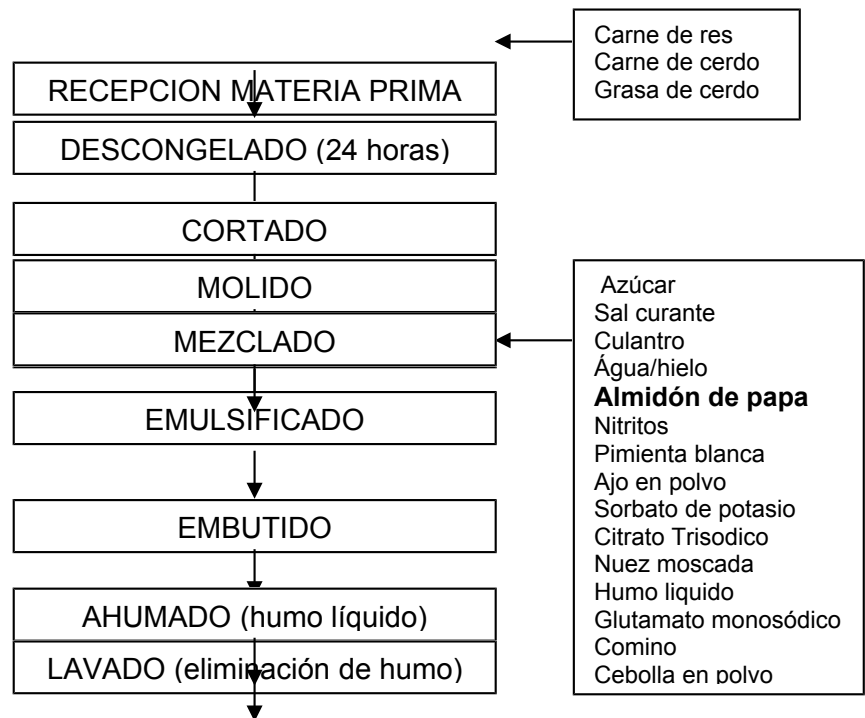 Carne de res
Carne de cerdo
Grasa de cerdo
RECEPCION MATERIA PRIMA
DESCONGELADO (24 horas)
CORTADO
MOLIDO
MEZCLADO
EMULSIFICADO
EMBUTIDO
AHUMADO (humo líquido)
LAVADO (eliminación de humo)
Azúcar
Sal curante
Culantro
Água/hielo
Almidón de papa
Nitritos
Pimienta blanca
Ajo en polvo
Sorbato de potasio
Citrato Trisodico
Nuez moscada
Humo liquido
Glutamato monosódico
Comino
Cebolla en polvo